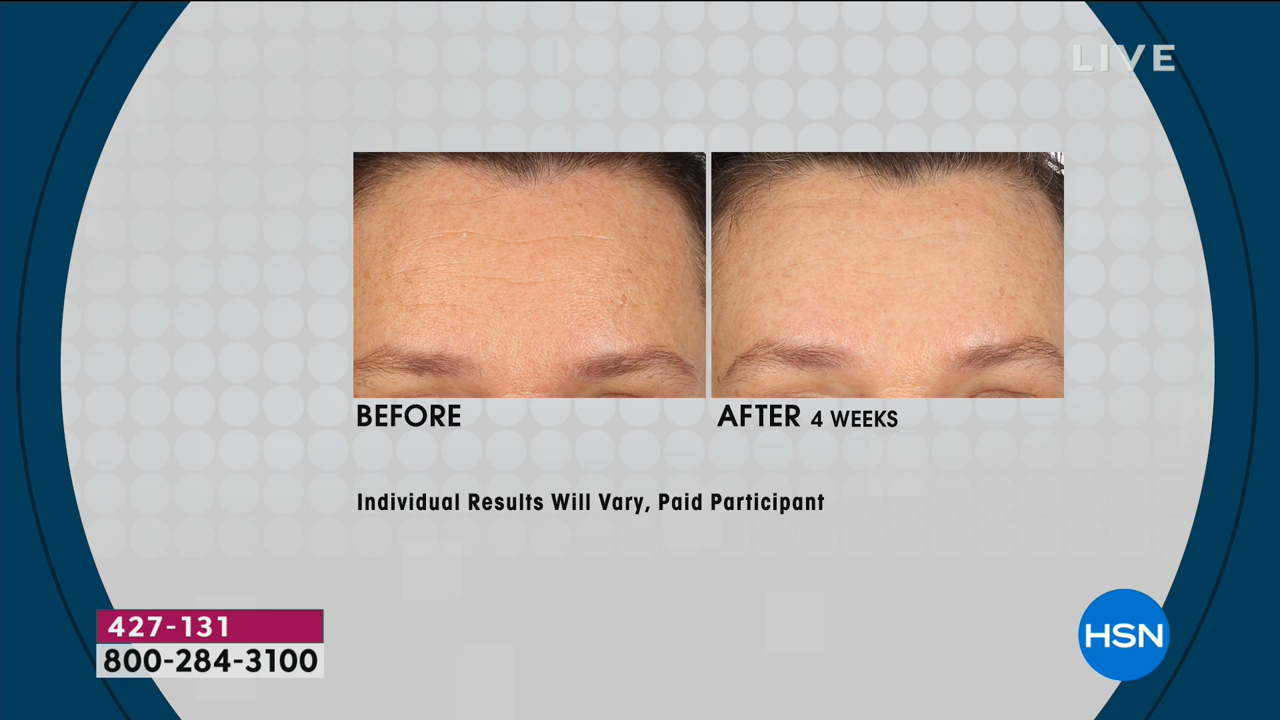 LIVE
BEFORE
AFTER 4 WEEKS
Individual Results Will Vary, Paid Participant
427-131
800-284-3100
HSN